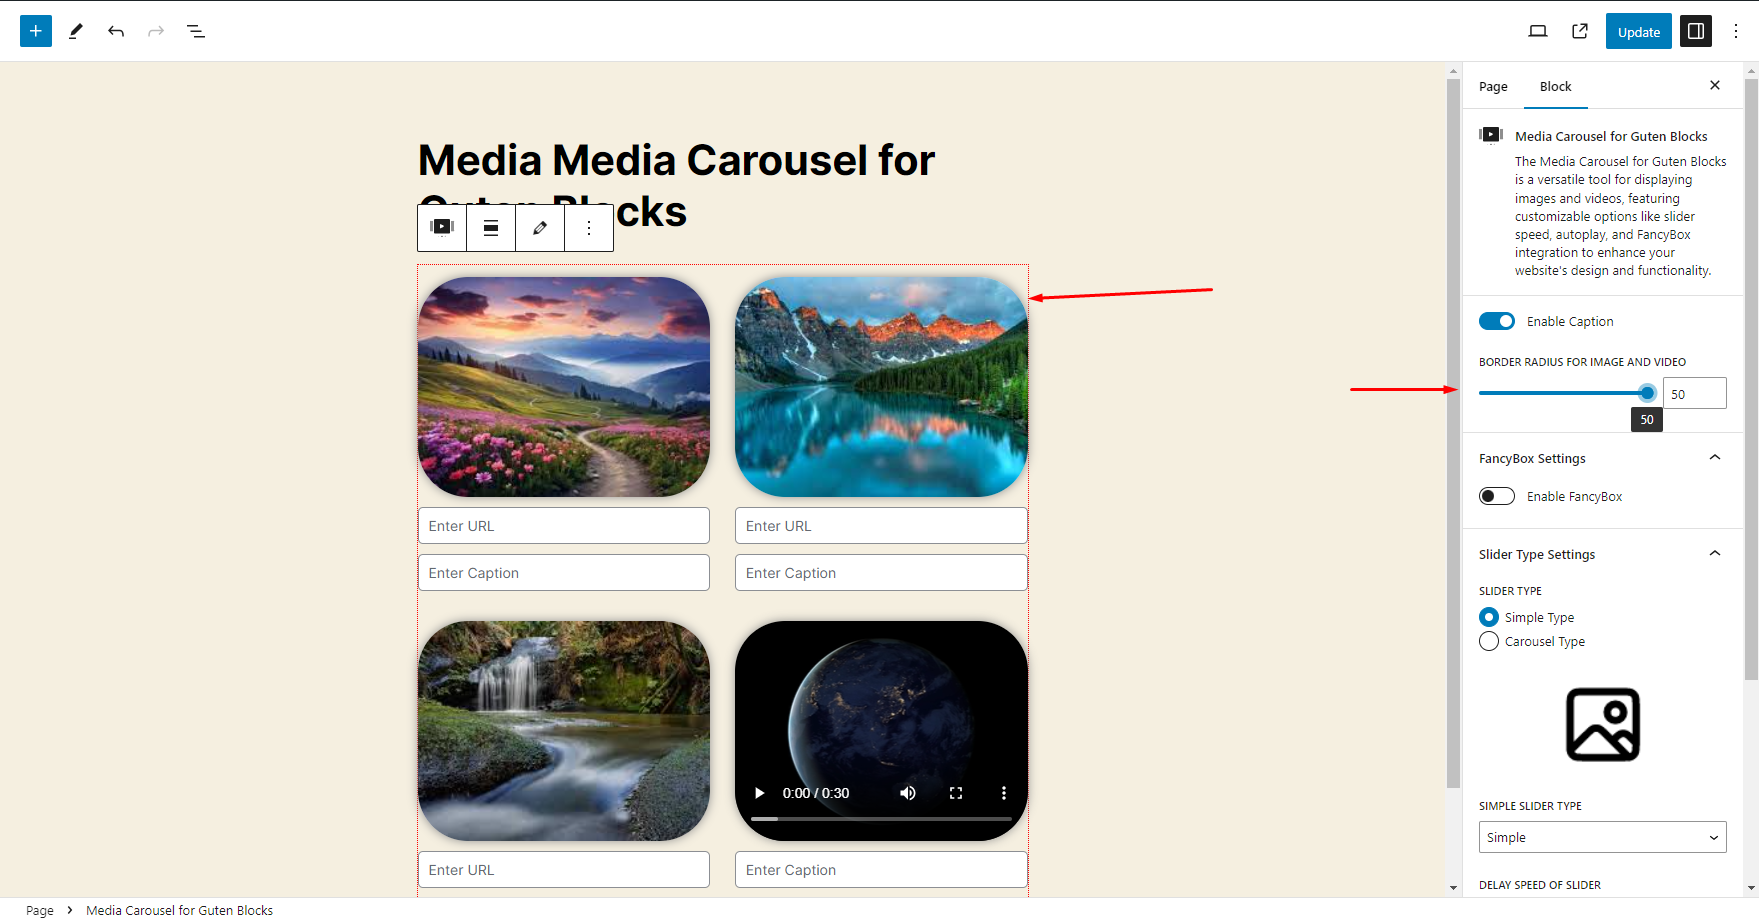 Update
Page
Block
Media Carousel for Guten Blocks
The Media Carousel for Guten Blocks
is a versatile tool for displaying
images and videos, featuring
customizable options like slider
speed, autoplay, and FancyBox
integration to enhance your
website's design and functionality.
Enable Caption
BORDER RADIUS FOR IMAGE AND VIDEO
50
50
FancyBox Settings
Enable FancyBox
Slider Type Settings
SLIDER TYPE
Simple Type
Carousel Type
SIMPLE SLIDER TYPE
Simple
DELAY SPEED OF SLIDER
Media Media Carousel for
Guten Blocks
Enter URL
Enter URL
Enter Caption
Enter Caption
0:00 / 0:30
Enter URL
Enter Caption
Page
Media Carousel for Guten Blocks